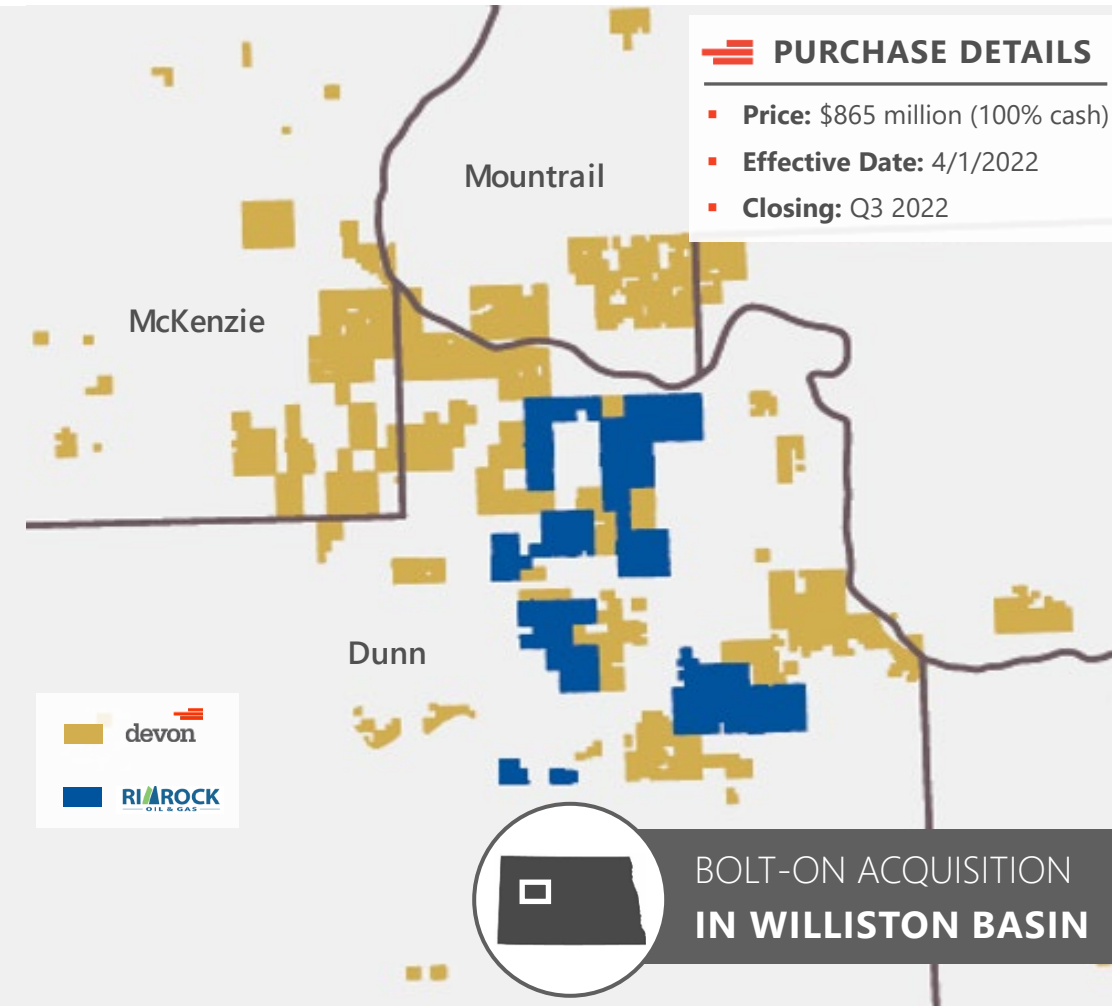 PURCHASE DETAILS
▪ Price: $865 million (100% cash)
▪ Effective Date: 4/1/2022
▪ Closing: Q3 2022
Mountrail
McKenzie
Dunn
devon
RIMROCK
OIL & GAS
BOLT-ON ACQUISITION
IN WILLISTON BASIN